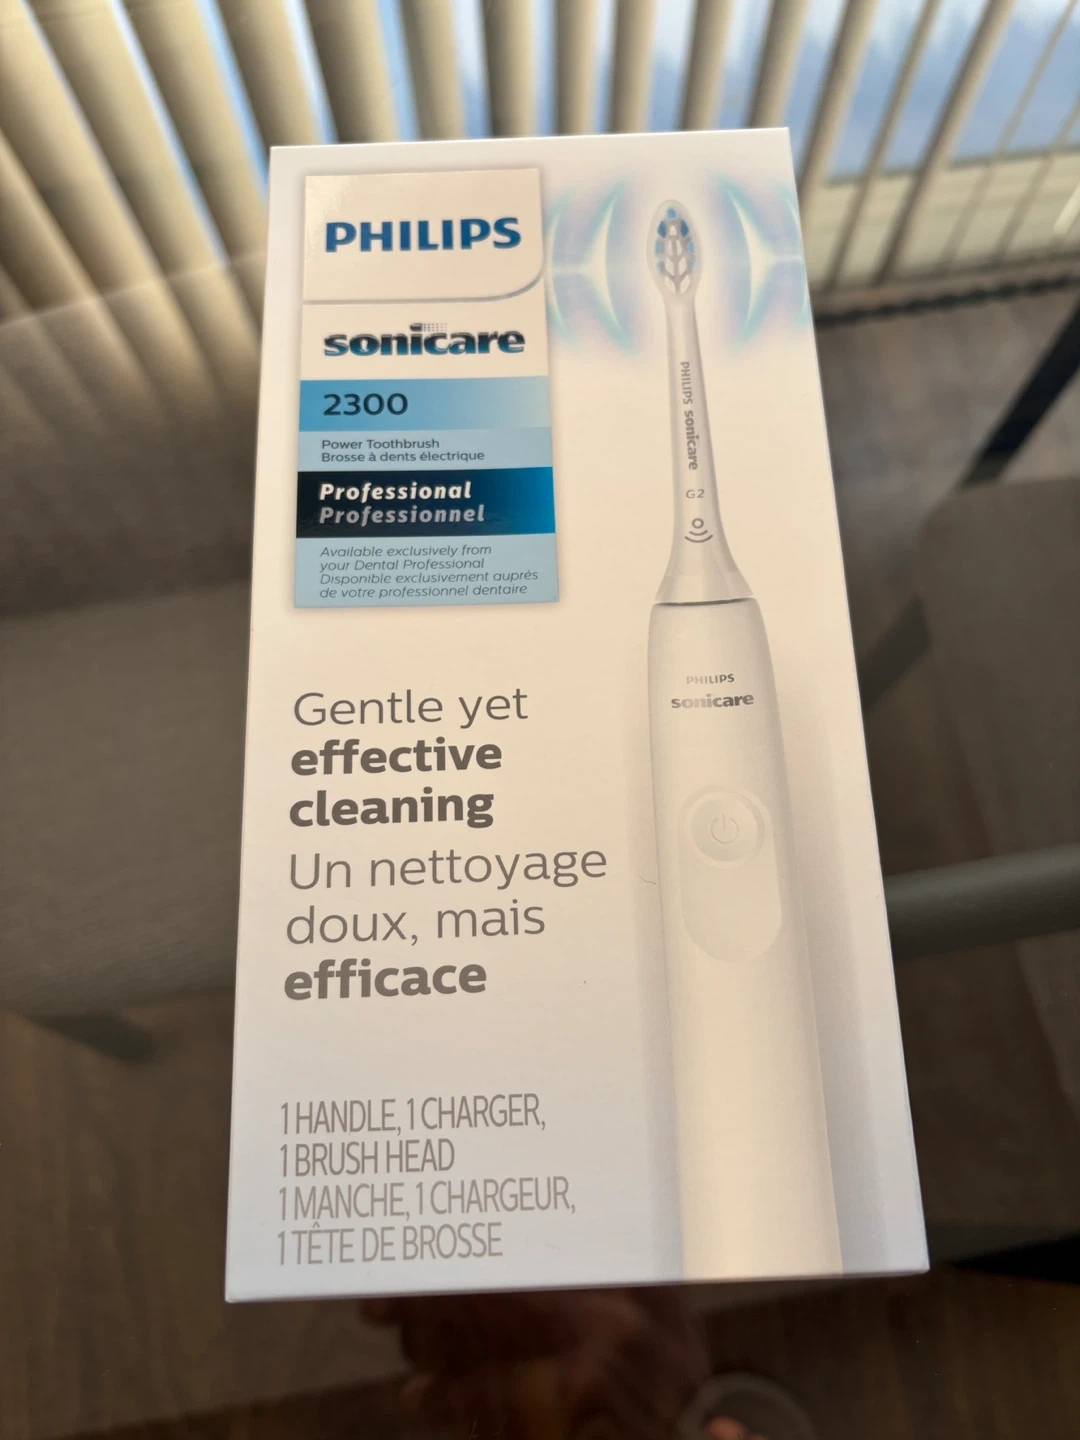 PHILIPS
sonicare
2300
Power Toothbrush
Brosse à dents électrique
Professional
Professionnel
Available exclusively from
your Dental Professional
Disponible exclusivement auprés
de votre professionnel dentaire
Gentle yet
effective
cleaning
Un nettoyage
doux, mais
efficace
1 HANDLE, 1 CHARGER,
1 BRUSH HEAD
1 MANCHE, 1 CHARGEUR,
1 TÊTE DE BROSSE
PHILIPS sonicare
G2
PHILIPS
sonicare